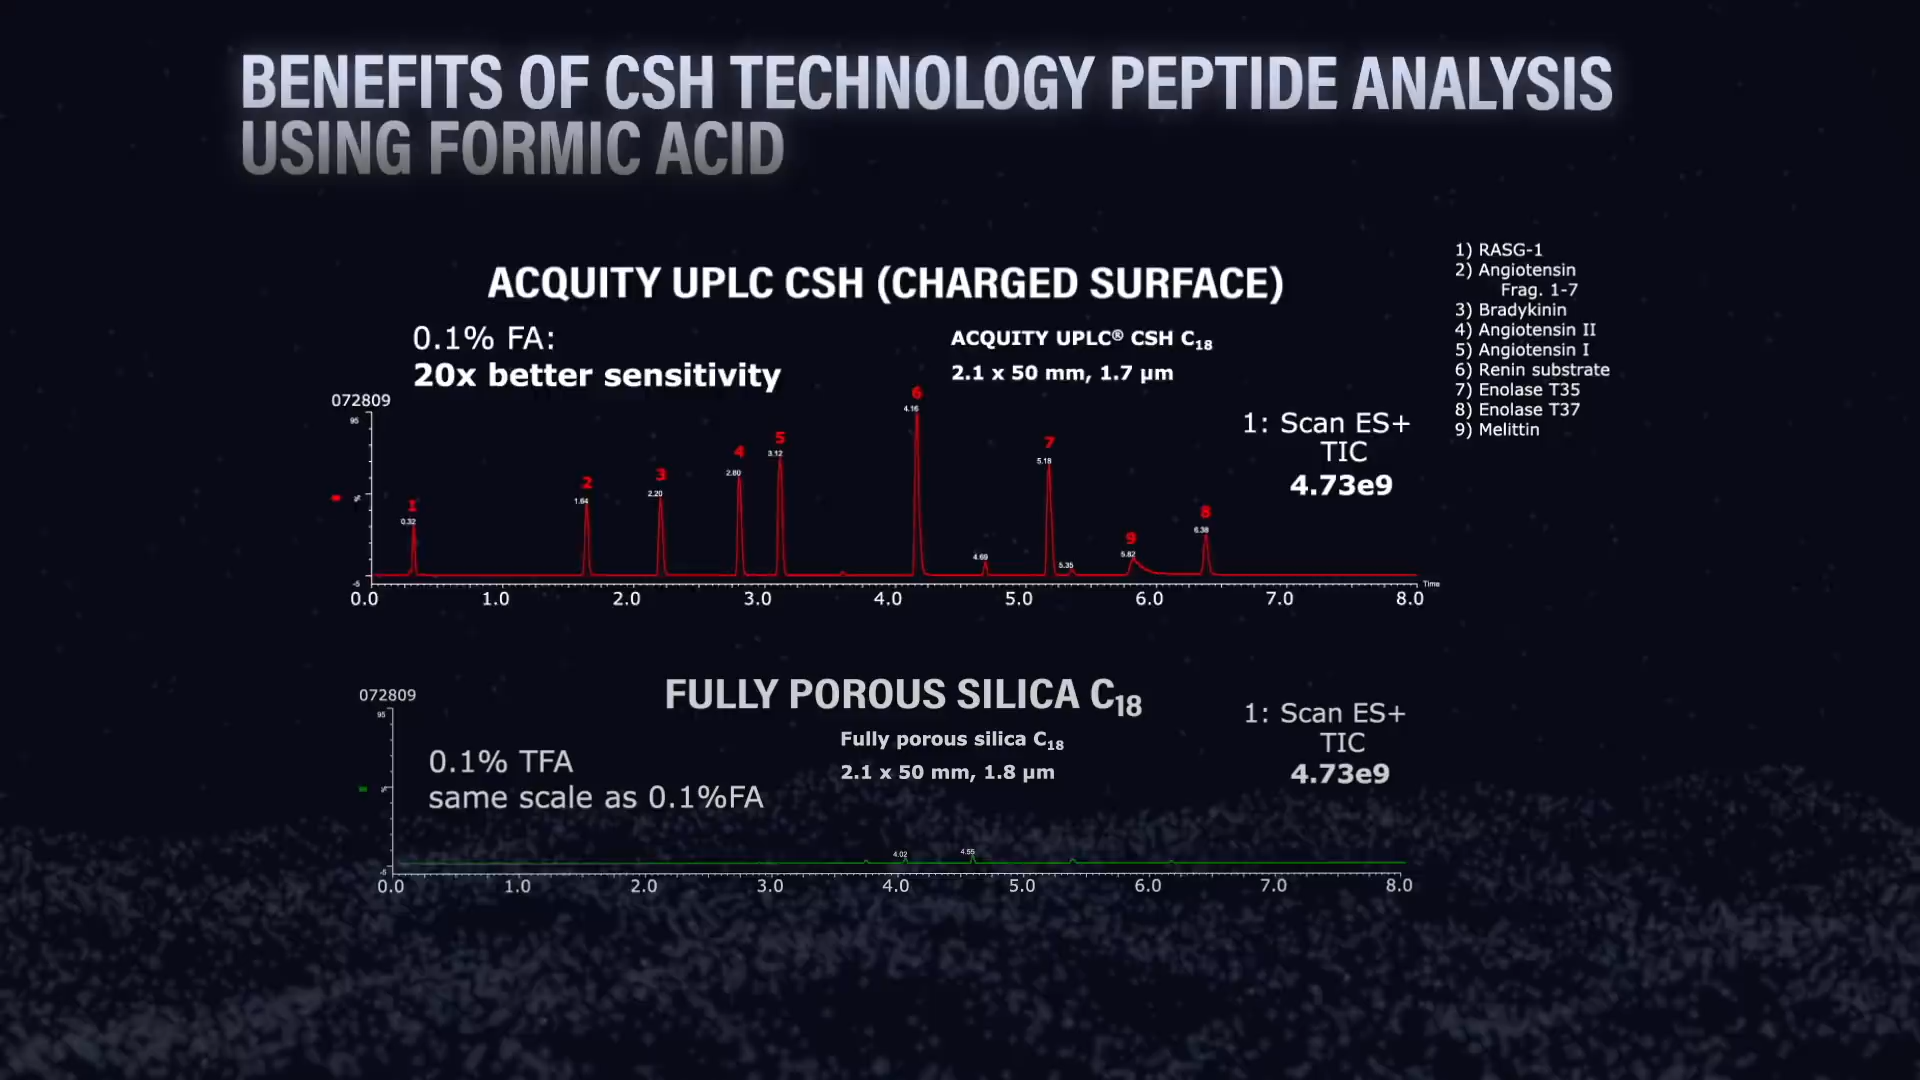 BENEFITS OF CSH TECHNOLOGY PEPTIDE ANALYSIS
USING FORMIC ACID
ACQUITY UPLC CSH (CHARGED SURFACE)
0.1% FA:
20x better sensitivity
ACQUITY UPLC® CSH C18
2.1 x 50 mm, 1.7 µm
1) RASG-1
2) Angiotensin
Frag. 1-7
3) Bradykinin
4) Angiotensin II
5) Angiotensin I
6) Renin substrate
7) Enolase T35
8) Enolase T37
9) Melittin
072809
1: Scan ES+
TIC
4.73e9
95
%
-5
1
0.32
2
1.64
3
2.20
4
2.80
5
3.12
6
4.16
4.69
7
5.18
5.35
9
5.82
8
6.38
Time
0.0 1.0 2.0 3.0 4.0 5.0 6.0 7.0 8.0
FULLY POROUS SILICA C18
Fully porous silica C18
2.1 x 50 mm, 1.8 µm
072809
1: Scan ES+
TIC
4.73e9
0.1% TFA
same scale as 0.1%FA
95
%
-5
4.02
4.55
0.0 1.0 2.0 3.0 4.0 5.0 6.0 7.0 8.0